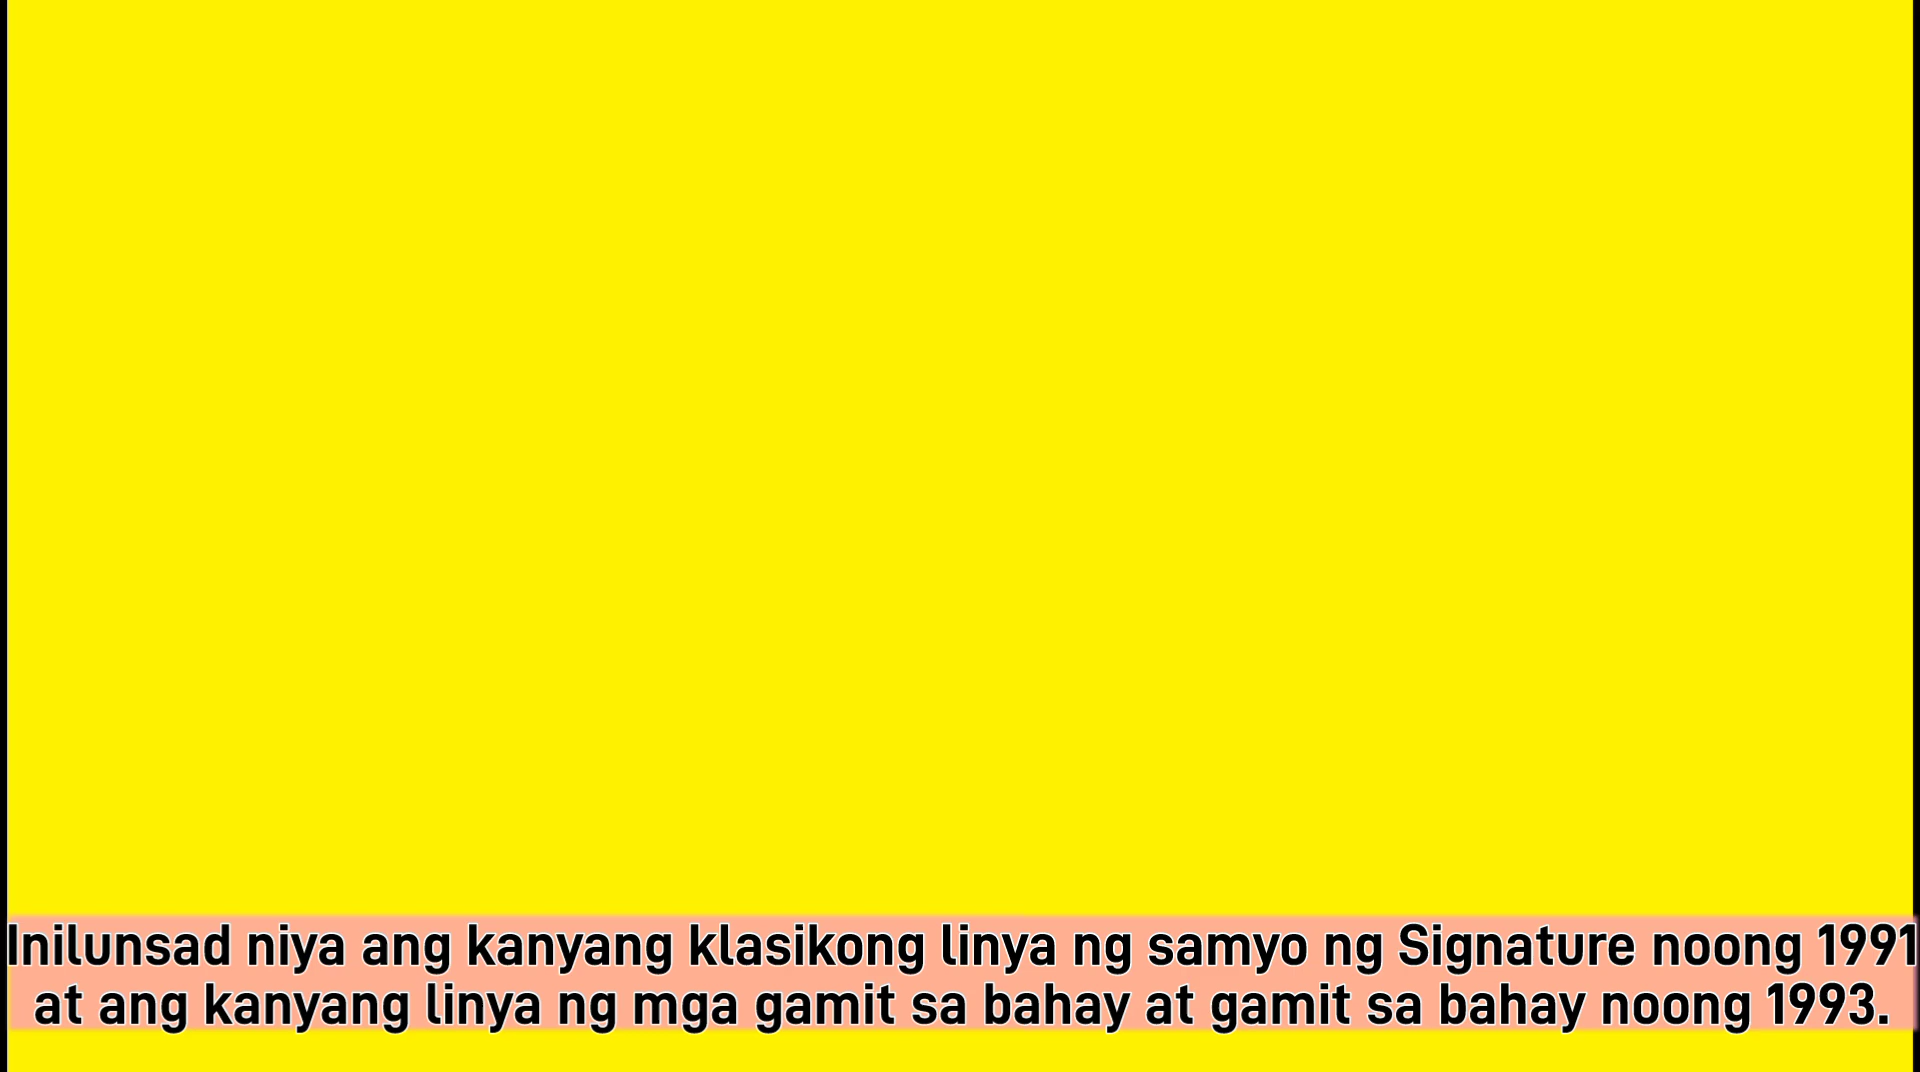 Inilunsad niya ang kanyang klasikong linya ng samyo ng Signature noong 1991
at ang kanyang linya ng mga gamit sa bahay at gamit sa bahay noong 1993.